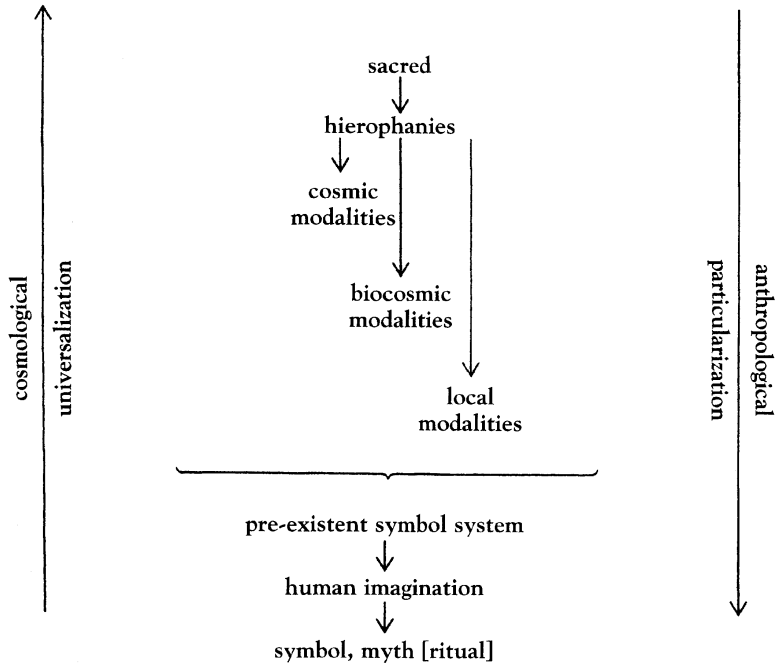 sacred
hierophanies
cosmic
modalities
biocosmic
modalities
local
modalities
cosmological
universalization
particularization
anthropological
pre-existent symbol system
human imagination
symbol, myth [ritual]